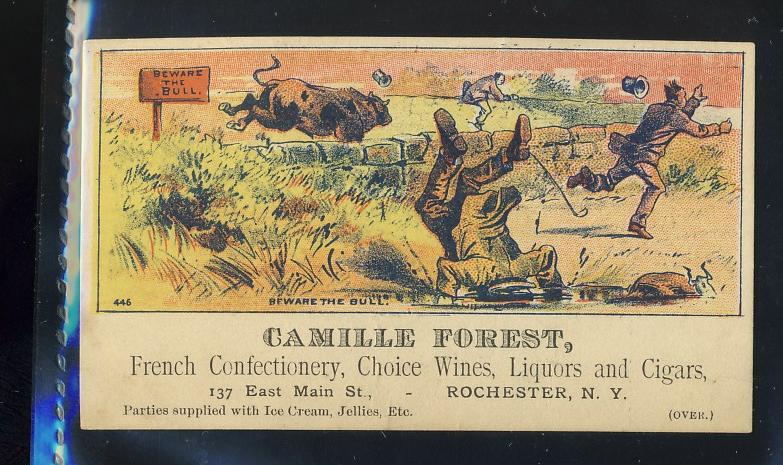 BEWARE
THE
BULL.
446
BEWARE THE BULL.
CAMILLE FOREST,
French Confectionery, Choice Wines, Liquors and Cigars,
137 East Main St., - ROCHESTER, N. Y.
Parties supplied with Ice Cream, Jellies, Etc. (OVER.)